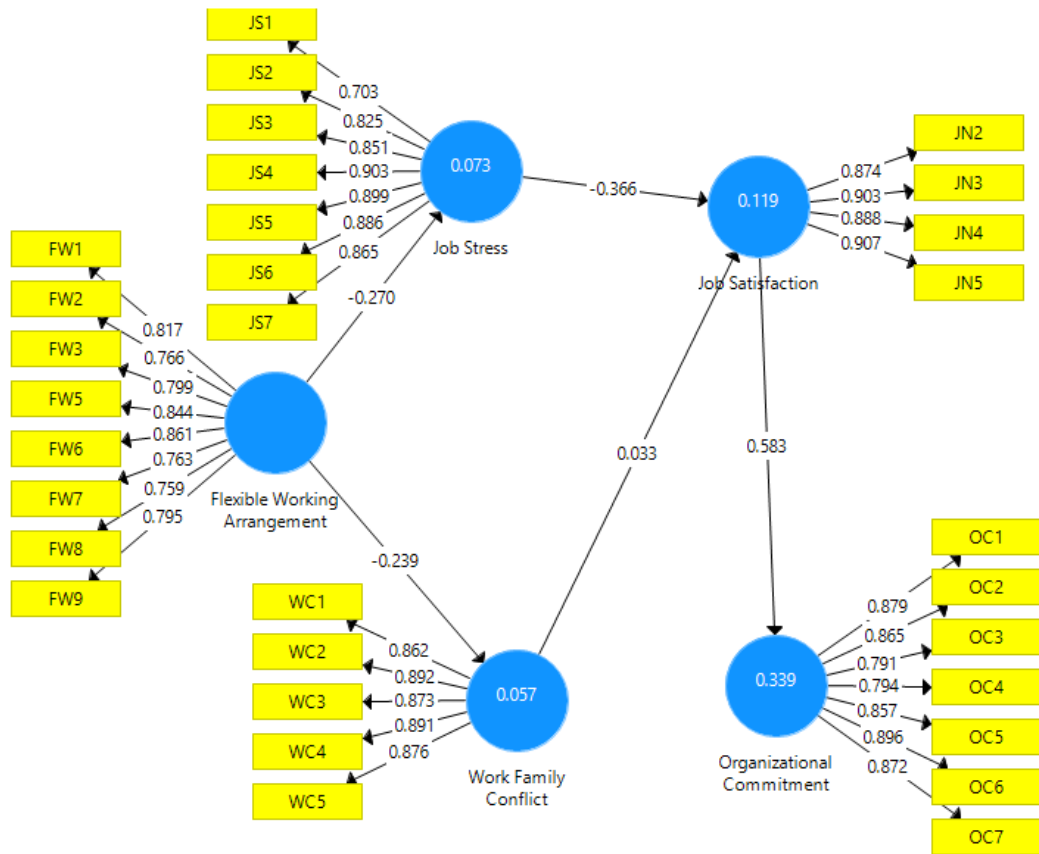 JS1
JS2
JS3
JS4
JS5
JS6
JS7
0.703
0.825
0.851
0.903
0.899
0.886
0.865
0.073
Job Stress
-0.366
0.119
Job Satisfaction
0.874
0.903
0.888
0.907
JN2
JN3
JN4
JN5
FW1
FW2
FW3
FW5
FW6
FW7
FW8
FW9
0.817
0.766
0.799
0.844
0.861
0.763
0.759
0.795
-0.270
Flexible Working
Arrangement
-0.239
0.033
0.583
WC1
WC2
WC3
WC4
WC5
0.862
0.892
0.873
0.891
0.876
0.057
Work Family
Conflict
0.339
Organizational
Commitment
0.879
0.865
0.791
0.794
0.857
0.896
0.872
OC1
OC2
OC3
OC4
OC5
OC6
OC7